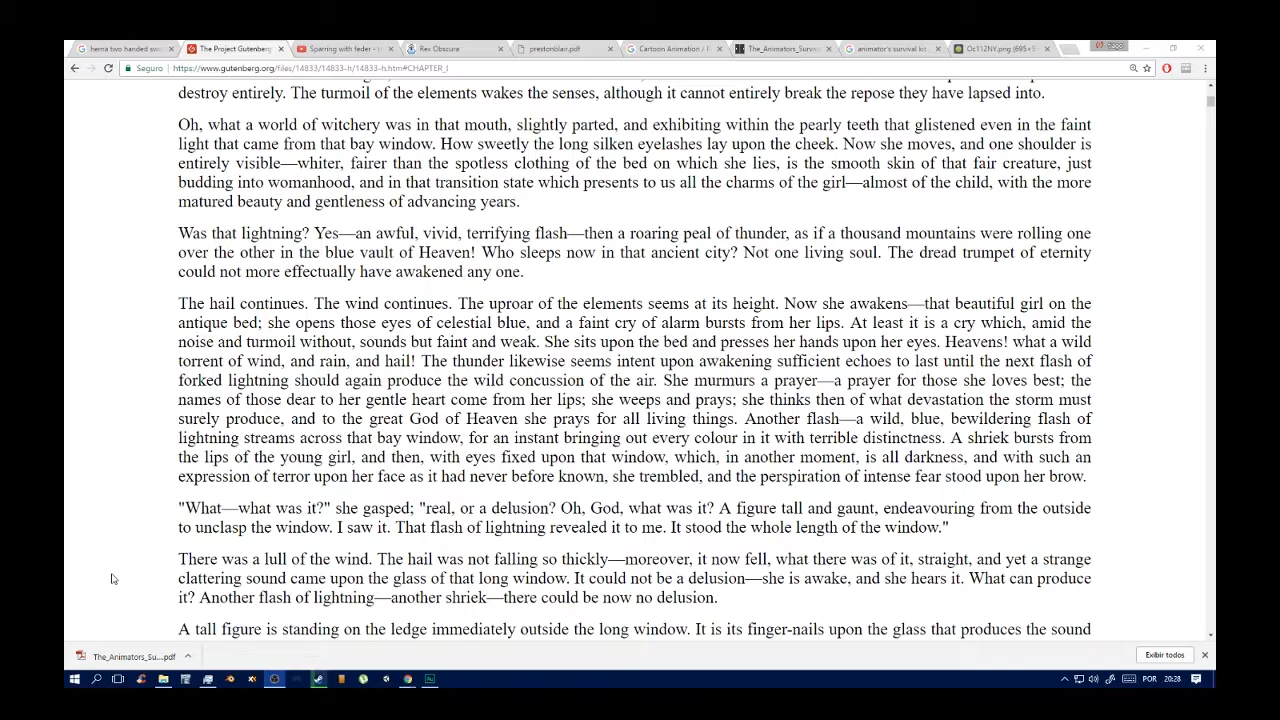 hema two handed swo
The Project Gutenberg
Sparring with feder - 
Rex Obscura
prestonblair.pdf
Cartoon Animation / P
The_Animators_Surviv
animator's survival kit
Oc112NY.png (695×5
Yago
Seguro
https://www.gutenberg.org/files/14833/14833-h/14833-h.htm#CHAPTER_I
destroy entirely. The turmoil of the elements wakes the senses, although it cannot entirely break the repose they have lapsed into.
Oh, what a world of witchery was in that mouth, slightly parted, and exhibiting within the pearly teeth that glistened even in the faint
light that came from that bay window. How sweetly the long silken eyelashes lay upon the cheek. Now she moves, and one shoulder is
entirely visible—whiter, fairer than the spotless clothing of the bed on which she lies, is the smooth skin of that fair creature, just
budding into womanhood, and in that transition state which presents to us all the charms of the girl—almost of the child, with the more
matured beauty and gentleness of advancing years.
Was that lightning? Yes—an awful, vivid, terrifying flash—then a roaring peal of thunder, as if a thousand mountains were rolling one
over the other in the blue vault of Heaven! Who sleeps now in that ancient city? Not one living soul. The dread trumpet of eternity
could not more effectually have awakened any one.
The hail continues. The wind continues. The uproar of the elements seems at its height. Now she awakens—that beautiful girl on the
antique bed; she opens those eyes of celestial blue, and a faint cry of alarm bursts from her lips. At least it is a cry which, amid the
noise and turmoil without, sounds but faint and weak. She sits upon the bed and presses her hands upon her eyes. Heavens! what a wild
torrent of wind, and rain, and hail! The thunder likewise seems intent upon awakening sufficient echoes to last until the next flash of
forked lightning should again produce the wild concussion of the air. She murmurs a prayer—a prayer for those she loves best; the
names of those dear to her gentle heart come from her lips; she weeps and prays; she thinks then of what devastation the storm must
surely produce, and to the great God of Heaven she prays for all living things. Another flash—a wild, blue, bewildering flash of
lightning streams across that bay window, for an instant bringing out every colour in it with terrible distinctness. A shriek bursts from
the lips of the young girl, and then, with eyes fixed upon that window, which, in another moment, is all darkness, and with such an
expression of terror upon her face as it had never before known, she trembled, and the perspiration of intense fear stood upon her brow.
"What—what was it?" she gasped; "real, or a delusion? Oh, God, what was it? A figure tall and gaunt, endeavouring from the outside
to unclasp the window. I saw it. That flash of lightning revealed it to me. It stood the whole length of the window."
There was a lull of the wind. The hail was not falling so thickly—moreover, it now fell, what there was of it, straight, and yet a strange
clattering sound came upon the glass of that long window. It could not be a delusion—she is awake, and she hears it. What can produce
it? Another flash of lightning—another shriek—there could be now no delusion.
A tall figure is standing on the ledge immediately outside the long window. It is its finger-nails upon the glass that produces the sound
The_Animators_Su....pdf
Exibir todos
POR
20:28